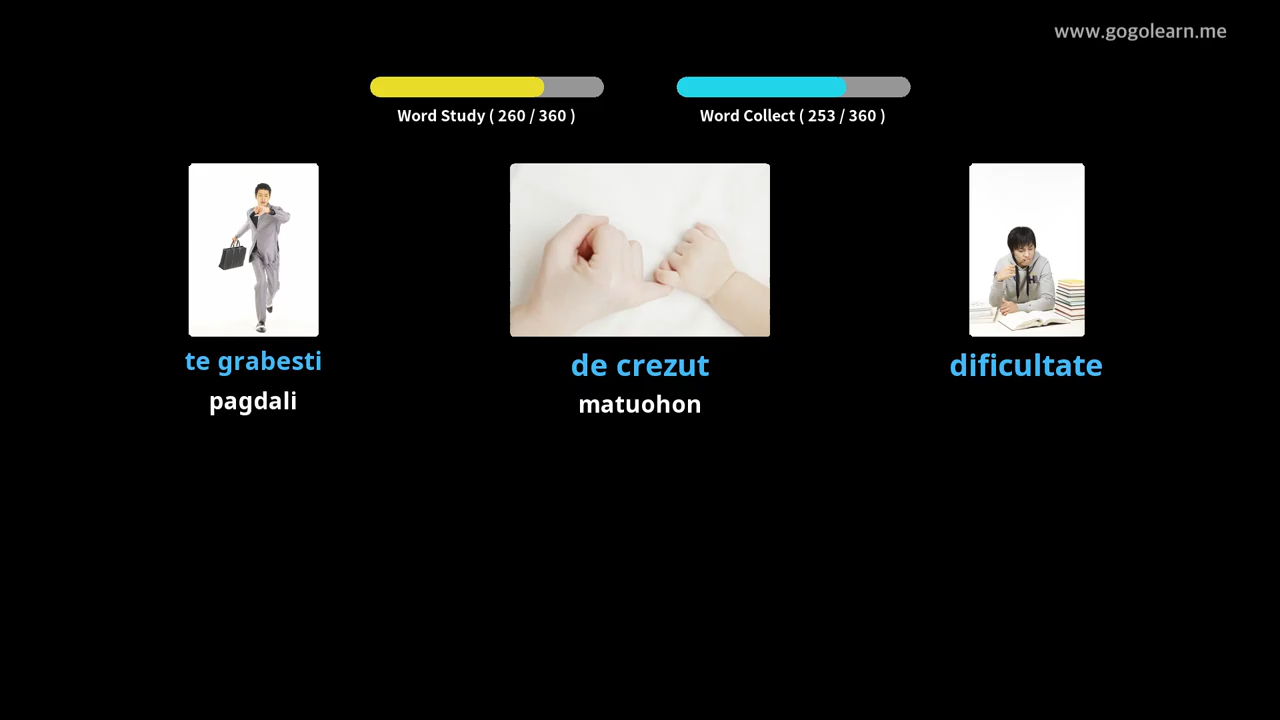 www.gogolearn.me
Word Study ( 260 / 360 )
Word Collect ( 253 / 360 )
te grabesti
pagdali
de crezut
matuohon
dificultate